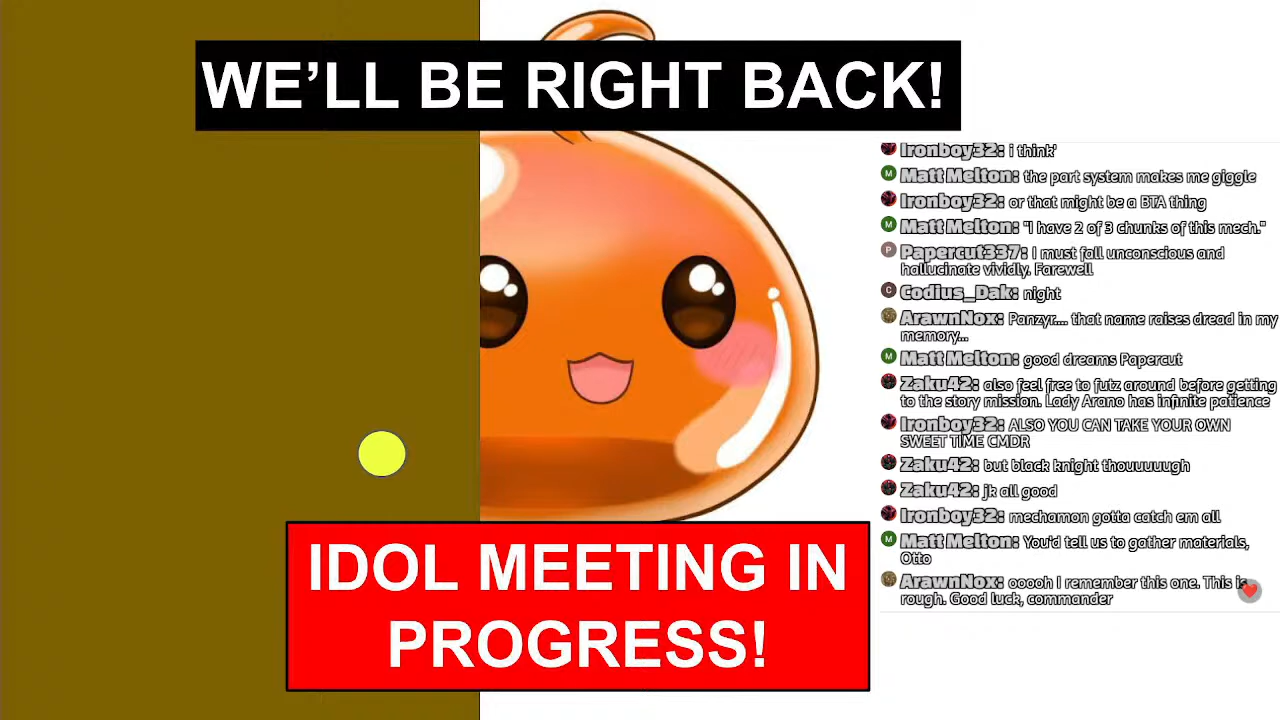 WE’LL BE RIGHT BACK!
Ironboy32: i think'
Matt Melton: the part system makes me giggle
Ironboy32: or that might be a BTA thing
Matt Melton: "I have 2 of 3 chunks of this mech."
P Papercut337: I must fall unconscious and
hallucinate vividly. Farewell
C Codius_Dak: night
ArawnNox: Panzyr.... that name raises dread in my
memory...
M Matt Melton: good dreams Papercut
Zaku42: also feel free to futz around before getting
to the story mission. Lady Arano has infinite patience
Ironboy32: ALSO YOU CAN TAKE YOUR OWN
SWEET TIME CMDR
Zaku42: but black knight thouuuuugh
Zaku42: jk all good
Ironboy32: mechamon gotta catch em all
M Matt Melton: You'd tell us to gather materials,
Otto
ArawnNox: ooooh I remember this one. This is
rough. Good luck, commander
IDOL MEETING IN
PROGRESS!